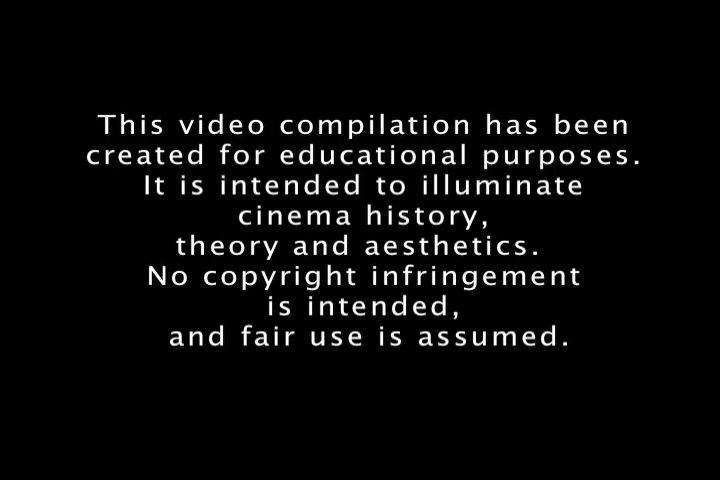 This video compilation has been
created for educational purposes.
It is intended to illuminate
cinema history,
theory and aesthetics.
No copyright infringement
is intended,
and fair use is assumed.